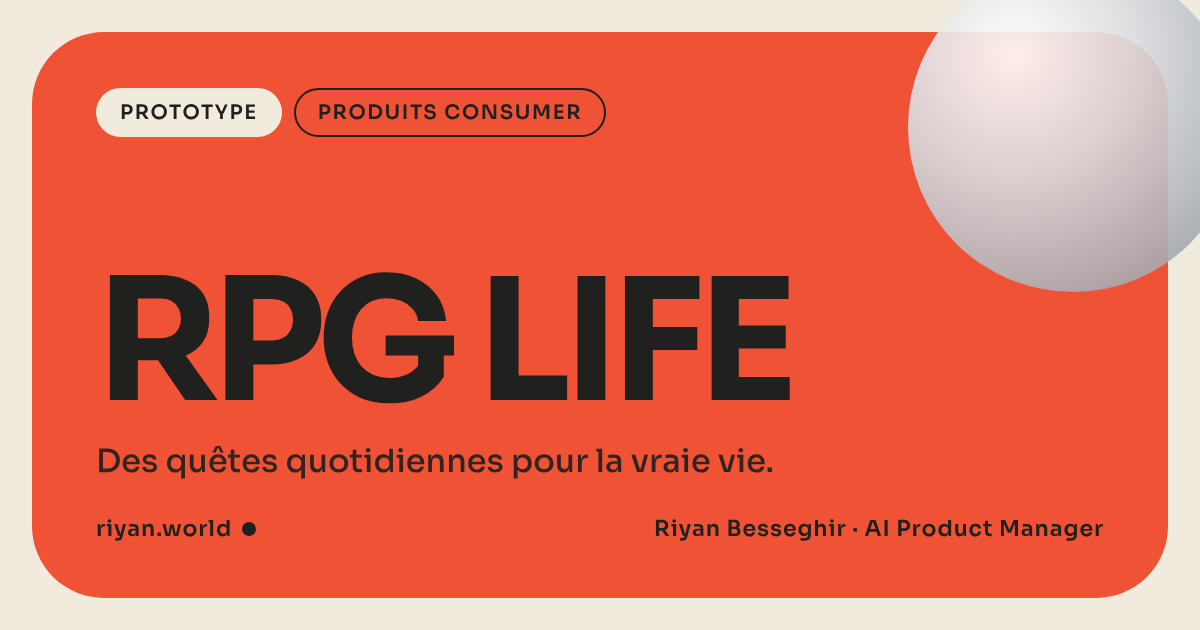 PROTOTYPE
PRODUITS CONSUMER
RPG LIFE
Des quêtes quotidiennes pour la vraie vie.
riyan.world
Riyan Besseghir · AI Product Manager